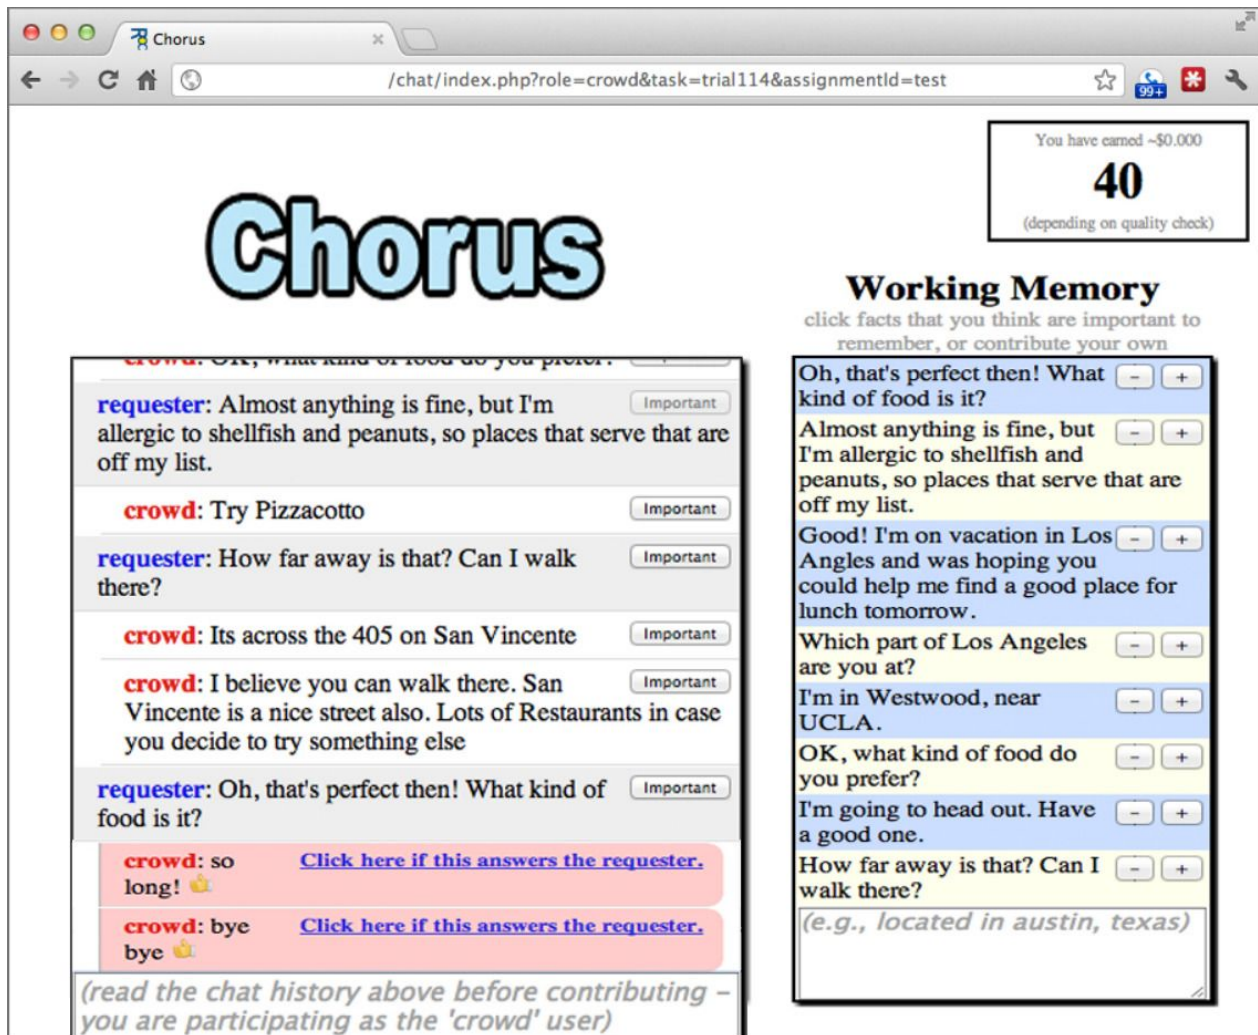 Chorus
/chat/index.php?role=crowd&task=trial114&assignmentId=test
99+
You have earned ~$0.000
40
(depending on quality check)
Chorus
Working Memory
click facts that you think are important to
remember, or contribute your own
crowd: OK, what kind of food do you prefer?
requester: Almost anything is fine, but I'm
Important
allergic to shellfish and peanuts, so places that serve that are
off my list.
crowd: Try Pizzacotto
Important
requester: How far away is that? Can I walk
Important
there?
crowd: Its across the 405 on San Vincente
Important
crowd: I believe you can walk there. San
Important
Vincente is a nice street also. Lots of Restaurants in case
you decide to try something else
requester: Oh, that's perfect then! What kind of
Important
food is it?
crowd: so
long!
Click here if this answers the requester.
crowd: bye
bye
Click here if this answers the requester.
(read the chat history above before contributing –
you are participating as the 'crowd' user)
Oh, that's perfect then! What
kind of food is it?
- +
Almost anything is fine, but
I'm allergic to shellfish and
peanuts, so places that serve that are
off my list.
- +
Good! I'm on vacation in Los
Angles and was hoping you
could help me find a good place for
lunch tomorrow.
- +
Which part of Los Angeles
are you at?
- +
I'm in Westwood, near
UCLA.
- +
OK, what kind of food do
you prefer?
- +
I'm going to head out. Have
a good one.
- +
How far away is that? Can I
walk there?
- +
(e.g., located in austin, texas)